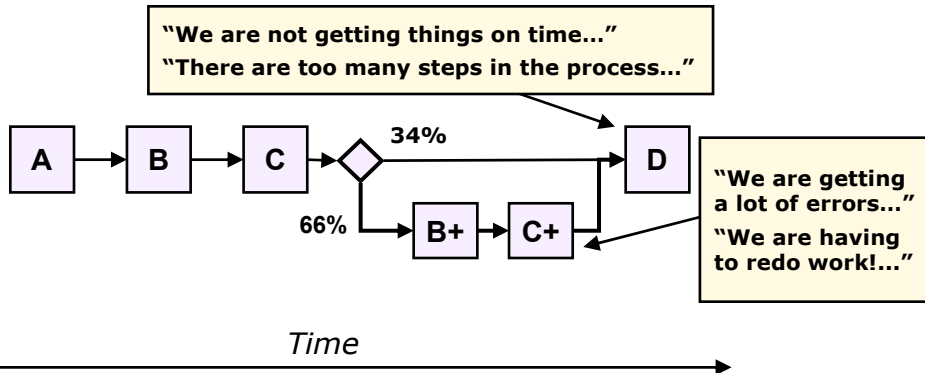 “We are not getting things on time...”
“There are too many steps in the process...”
A
B
C
34%
D
66%
B+
C+
“We are getting
a lot of errors...”
“We are having
to redo work!...”
Time